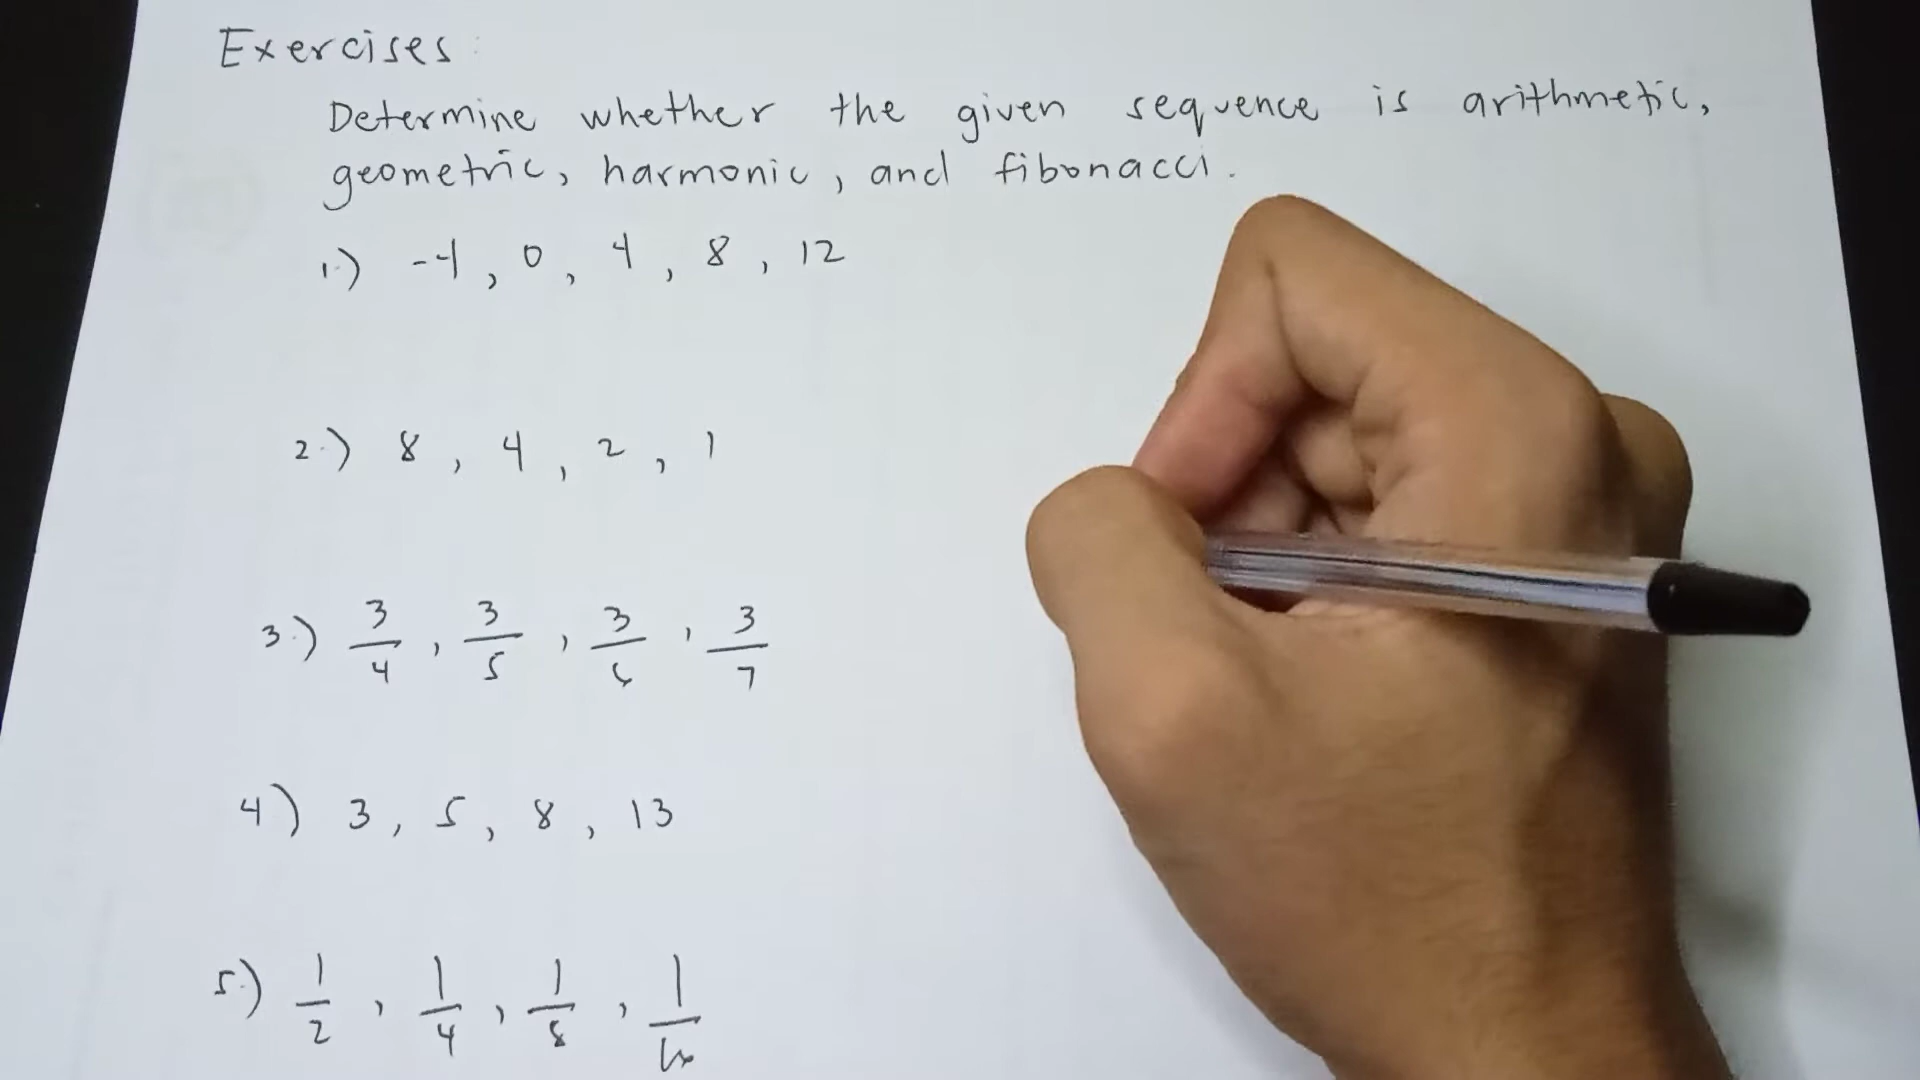 Exercises:
Determine whether the given sequence is arithmetic,
geometric, harmonic, and fibonacci.
1.) -4, 0, 4, 8, 12
2.) 8, 4, 2, 1
3.) 3/4, 3/5, 3/6, 3/7
4) 3, 5, 8, 13
5.) 1/2, 1/4, 1/8, 1/16